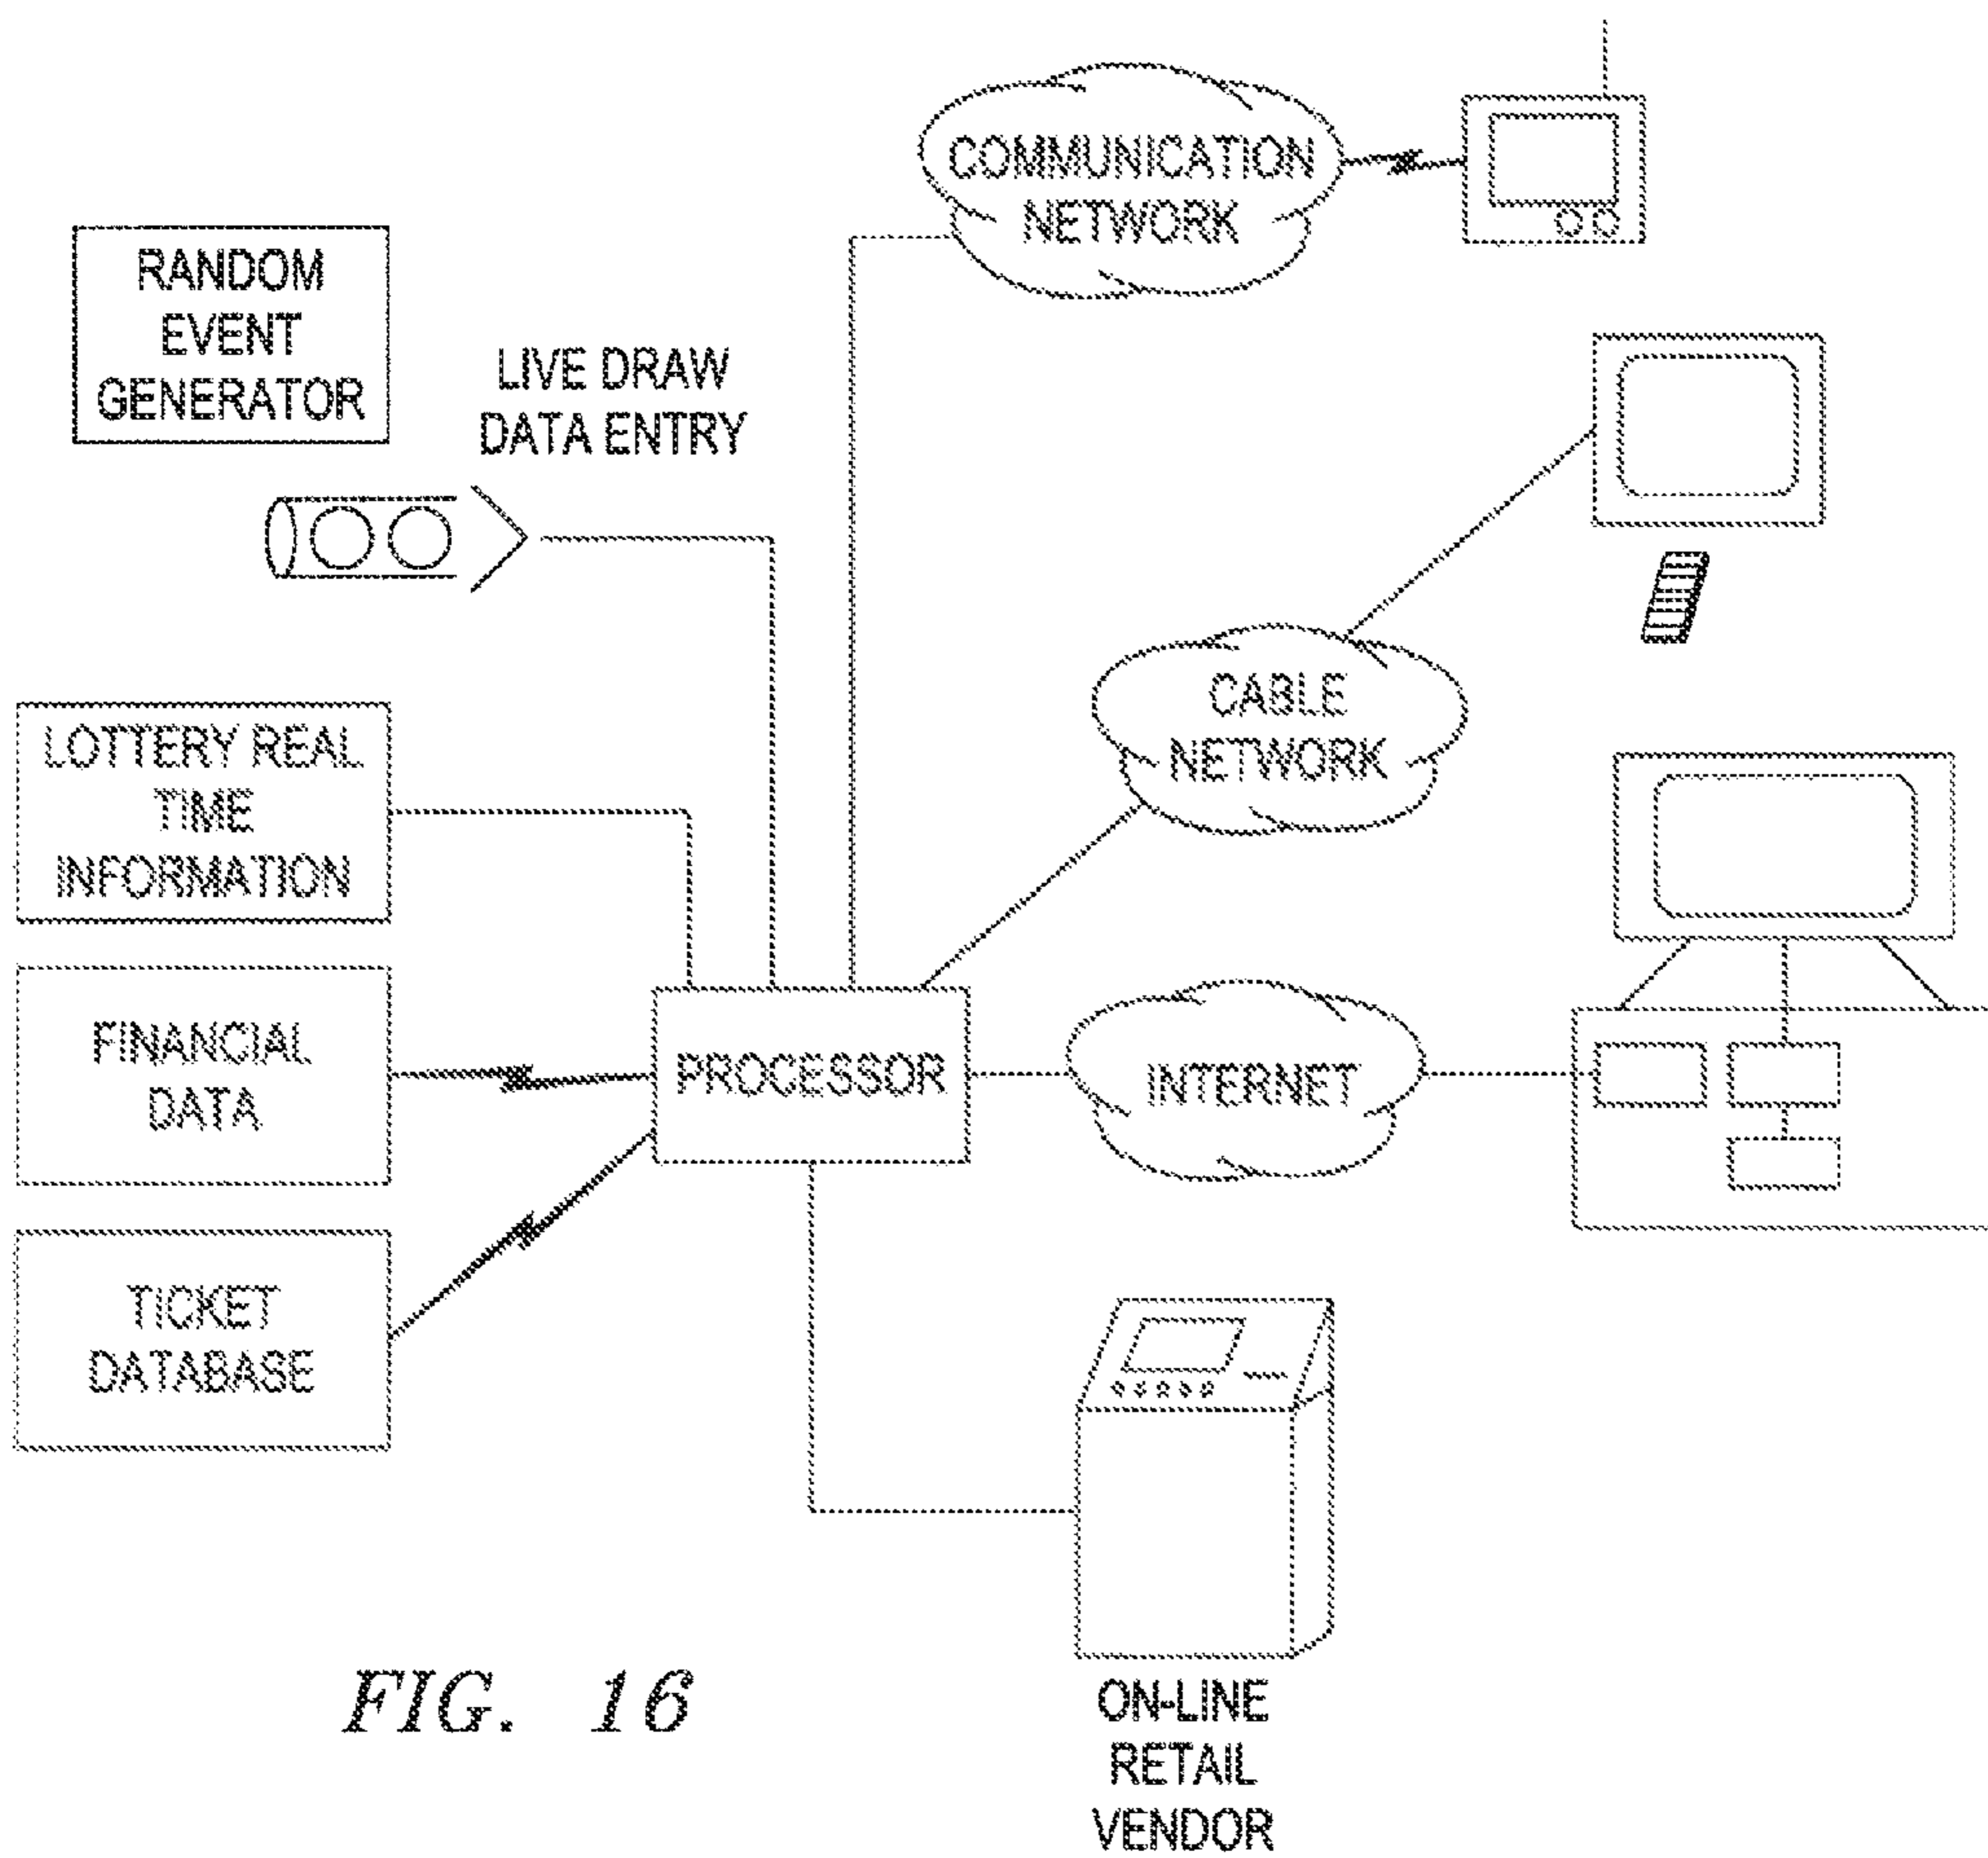 COMMUNICATION
NETWORK
RANDOM
EVENT
GENERATOR
LIVE DRAW
DATA ENTRY
CABLE
NETWORK
LOTTERY REAL
TIME
INFORMATION
FINANCIAL
DATA
PROCESSOR
INTERNET
TICKET
DATABASE
FIG. 16
ON-LINE
RETAIL
VENDOR